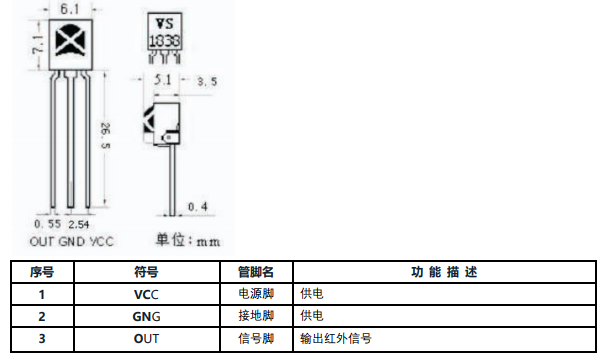 6.1
7.1
VS
1838
5.1
3.5
26.5
0.4
0.55 2.54
OUT GND VCC
单位：mm
序号 符号 管脚名 功 能 描 述
1 VCC 电源脚 供电
2 GNG 接地脚 供电
3 OUT 信号脚 输出红外信号